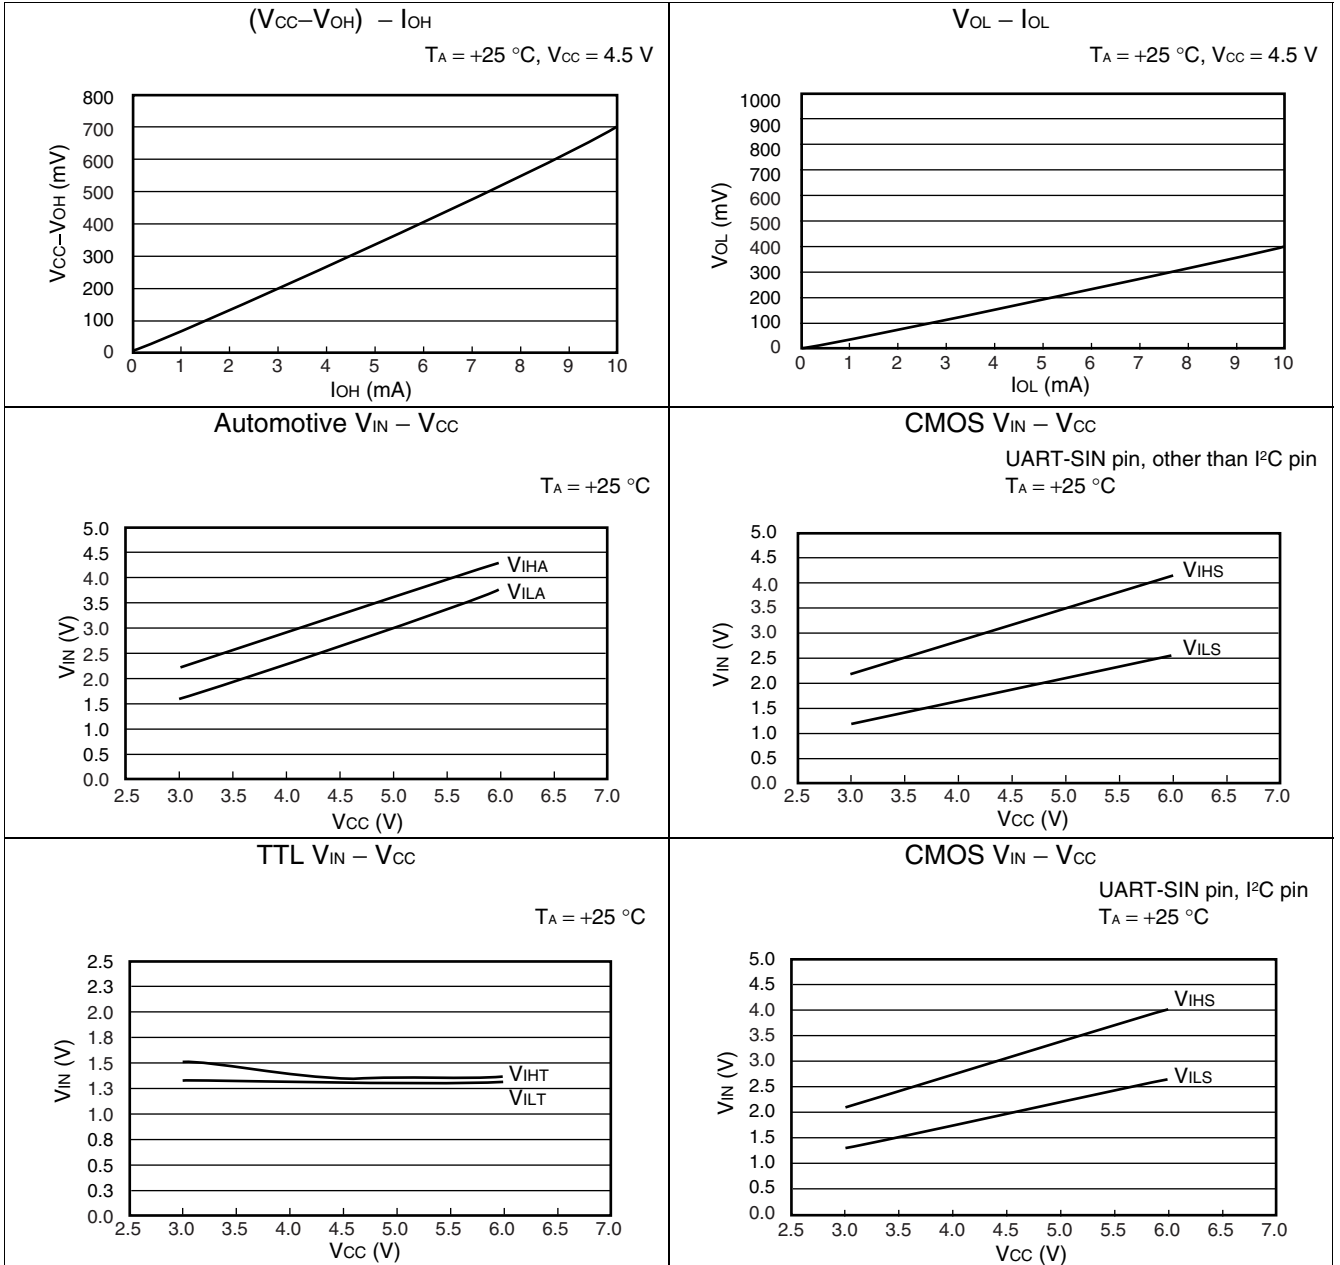 (VCC–VOH) – IOH
TA = +25 °C, VCC = 4.5 V
800
700
600
500
400
300
200
100
0
VCC–VOH (mV)
0 1 2 3 4 5 6 7 8 9 10
IOH (mA)
VOL – IOL
TA = +25 °C, VCC = 4.5 V
1000
900
800
700
600
500
400
300
200
100
0
VOL (mV)
0 1 2 3 4 5 6 7 8 9 10
IOL (mA)
Automotive VIN – VCC
TA = +25 °C
5.0
4.5
4.0
3.5
3.0
2.5
2.0
1.5
1.0
0.5
0.0
VIN (V)
VIHA
VILA
2.5 3.0 3.5 4.0 4.5 5.0 5.5 6.0 6.5 7.0
VCC (V)
CMOS VIN – VCC
UART-SIN pin, other than I²C pin
TA = +25 °C
5.0
4.5
4.0
3.5
3.0
2.5
2.0
1.5
1.0
0.5
0.0
VIN (V)
VIHS
VILS
2.5 3.0 3.5 4.0 4.5 5.0 5.5 6.0 6.5 7.0
VCC (V)
TTL VIN – VCC
TA = +25 °C
2.5
2.3
2.0
1.8
1.5
1.3
1.0
0.8
0.5
0.3
0.0
VIN (V)
VIHT
VILT
2.5 3.0 3.5 4.0 4.5 5.0 5.5 6.0 6.5 7.0
VCC (V)
CMOS VIN – VCC
UART-SIN pin, I²C pin
TA = +25 °C
5.0
4.5
4.0
3.5
3.0
2.5
2.0
1.5
1.0
0.5
0.0
VIN (V)
VIHS
VILS
2.5 3.0 3.5 4.0 4.5 5.0 5.5 6.0 6.5 7.0
VCC (V)